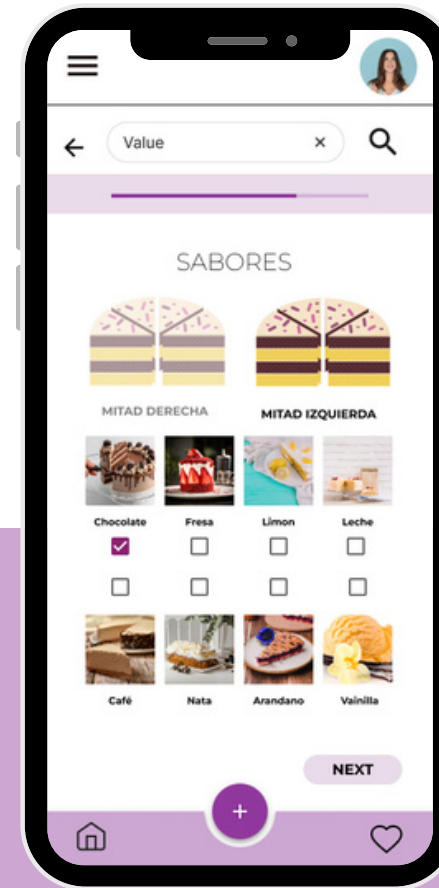 Value
SABORES
MITAD DERECHA MITAD IZQUIERDA
Chocolate Fresa Limon Leche
Café Nata Arandano Vainilla
NEXT